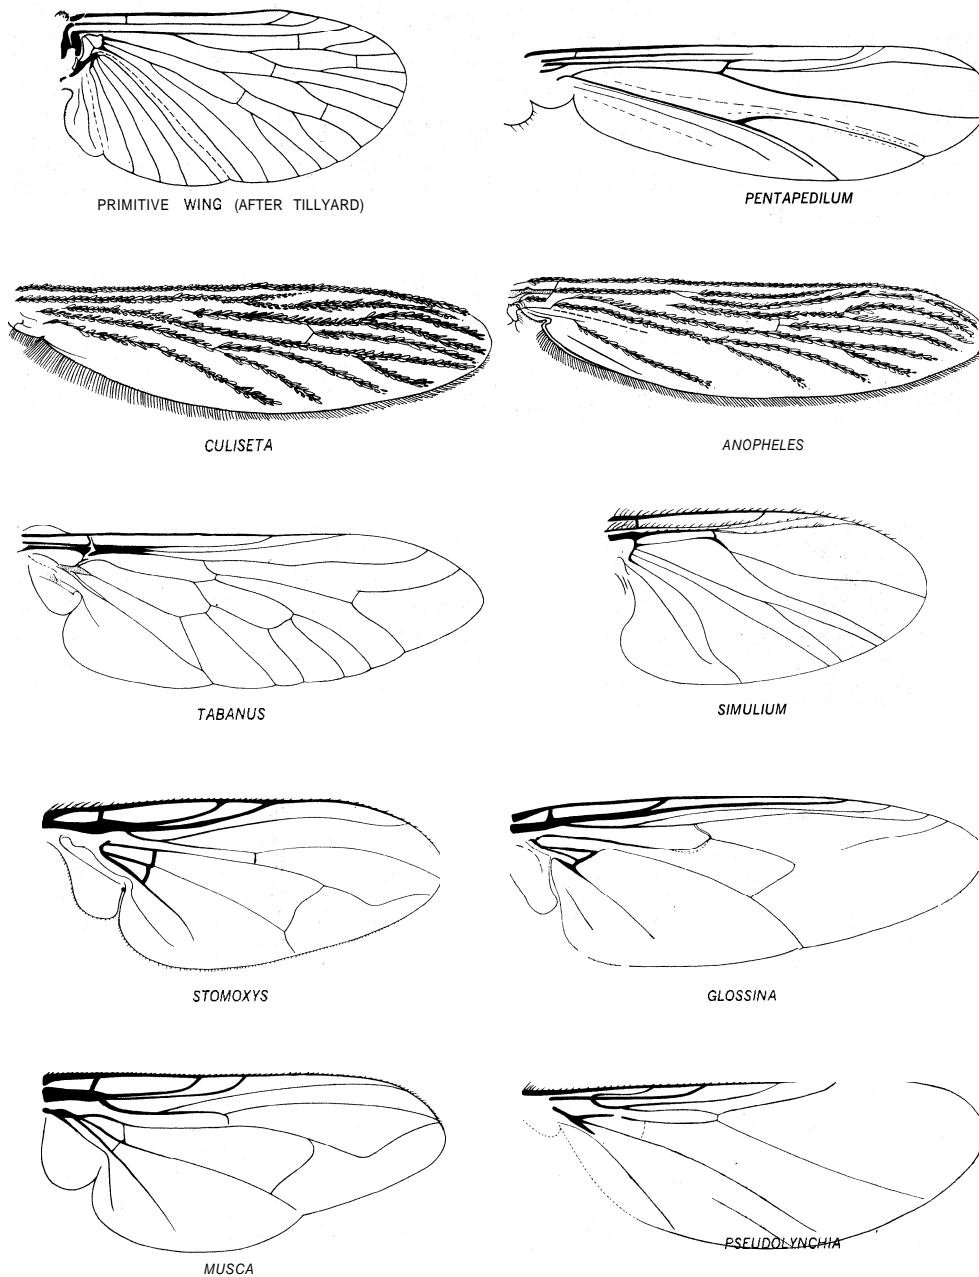 PRIMITIVE WING (AFTER TILLYARD)
PENTAPEDILUM
CULISETA
ANOPHELES
TABANUS
SIMULIUM
STOMOXYS
GLOSSINA
MUSCA
PSEUDOLYNCHIA